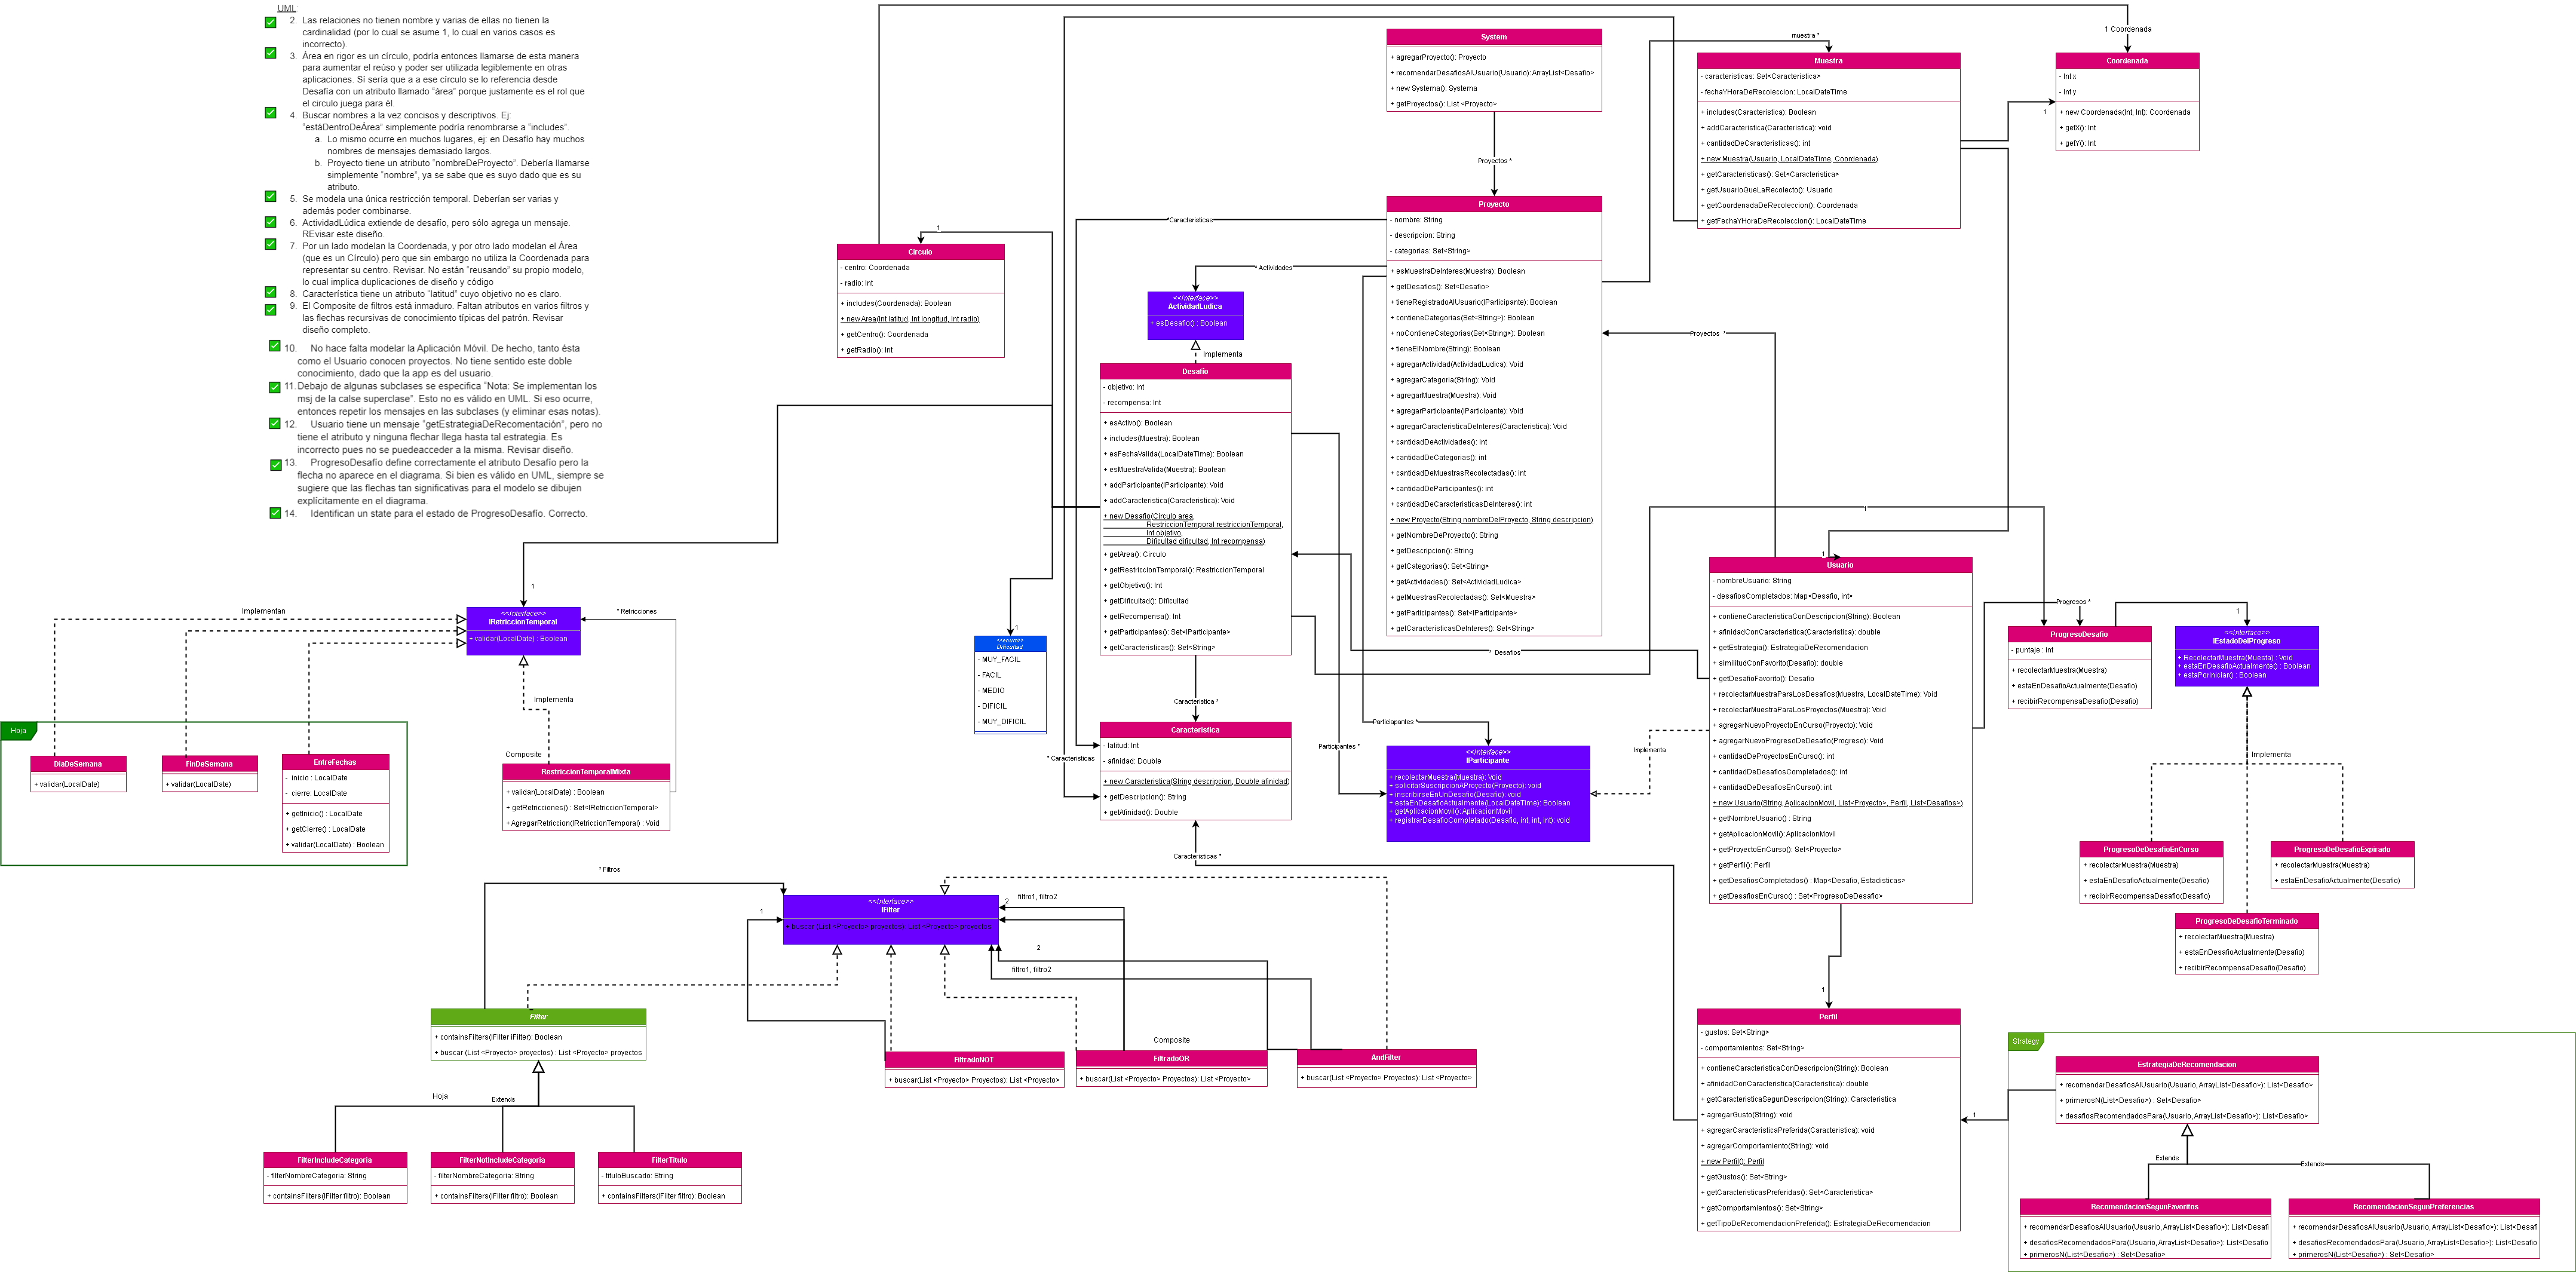 UML:
2. Las relaciones no tienen nombre y varias de ellas no tienen la
cardinalidad (por lo cual se asume 1, lo cual en varios casos es
incorrecto).
3. Área en rigor es un círculo, podría entonces llamarse de esta manera
para aumentar el reúso y poder ser utilizada legiblemente en otras
aplicaciones. Sí sería que a a ese círculo se lo referencia desde
Desafía con un atributo llamado "área" porque justamente es el rol que
el circulo juega para él.
4. Buscar nombres a la vez concisos y descriptivos. Ej:
"estáDentroDeÁrea" simplemente podría renombrarse a "includes".
a. Lo mismo ocurre en muchos lugares, ej: en Desafío hay muchos
nombres de mensajes demasiado largos.
b. Proyecto tiene un atributo "nombreDeProyecto". Debería llamarse
simplemente "nombre", ya se sabe que es suyo dado que es su
atributo.
5. Se modela una única restricción temporal. Deberían ser varias y
además poder combinarse.
6. ActividadLúdica extiende de desafío, pero sólo agrega un mensaje.
REvisar este diseño.
7. Por un lado modelan la Coordenada, y por otro lado modelan el Área
(que es un Círculo) pero que sin embargo no utiliza la Coordenada para
representar su centro. Revisar. No están "reusando" su propio modelo,
lo cual implica duplicaciones de diseño y código
8. Característica tiene un atributo "latitud" cuyo objetivo no es claro.
9. El Composite de filtros está inmaduro. Faltan atributos en varios filtros y
las flechas recursivas de conocimiento típicas del patrón. Revisar
diseño completo.
10. No hace falta modelar la Aplicación Móvil. De hecho, tanto ésta
como el Usuario conocen proyectos. No tiene sentido este doble
conocimiento, dado que la app es del usuario.
11. Debajo de algunas subclases se especifica "Nota: Se implementan los
msj de la calse superclase". Esto no es válido en UML. Si eso ocurre,
entonces repetir los mensajes en las subclases (y eliminar esas notas).
12. Usuario tiene un mensaje "getEstrategiaDeRecomentación", pero no
tiene el atributo y ninguna flechar llega hasta tal estrategia. Es
incorrecto pues no se puedeacceder a la misma. Revisar diseño.
13. ProgresoDesafío define correctamente el atributo Desafío pero la
flecha no aparece en el diagrama. Si bien es válido en UML, siempre se
sugiere que las flechas tan significativas para el modelo se dibujen
explícitamente en el diagrama.
14. Identifican un state para el estado de ProgresoDesafío. Correcto.
System
+ agregarProyecto(): Proyecto
+ recomendarDesafiosAlUsuario(Usuario): ArrayList<Desafio>
+ new Systema(): Systema
+ getProyectos(): List <Proyecto>
Proyectos *
muestra *
Muestra
- caracteristicas: Set<Caracteristica>
- fechaYHoraDeRecoleccion: LocalDateTime
+ includes(Caracteristica): Boolean
+ addCaracteristica(Caracteristica): void
+ cantidadDeCaracteristicas(): int
+ new Muestra(Usuario, LocalDateTime, Coordenada)
+ getCaracteristicas(): Set<Caracteristica>
+ getUsuarioQueLaRecolecto(): Usuario
+ getCoordenadaDeRecoleccion(): Coordenada
+ getFechaYHoraDeRecoleccion(): LocalDateTime
1 Coordenada
Coordenada
- Int x
- Int y
+ new Coordenada(Int, Int): Coordenada
+ getX(): Int
+ getY(): Int
1
Proyecto
- nombre: String
- descripcion: String
- categorias: Set<String>
+ esMuestraDeInteres(Muestra): Boolean
+ getDesafios(): Set<Desafio>
+ tieneRegistradoAlUsuario(IParticipante): Boolean
+ contieneCategorias(Set<String>): Boolean
+ noContieneCategorias(Set<String>): Boolean
+ tieneElNombre(String): Boolean
+ agregarActividad(ActividadLudica): Void
+ agregarCategoria(String): Void
+ agregarMuestra(Muestra): Void
+ agregarParticipante(IParticipante): Void
+ agregarCaracteristicaDeInteres(Caracteristica): Void
+ cantidadDeActividades(): int
+ cantidadDeCategorias(): int
+ cantidadDeMuestrasRecolectadas(): int
+ cantidadDeParticipantes(): int
+ cantidadDeCaracteristicasDeInteres(): int
+ new Proyecto(String nombreDelProyecto, String descripcion)
+ getNombreDeProyecto(): String
+ getDescripcion(): String
+ getCategorias(): Set<String>
+ getActividades(): Set<ActividadLudica>
+ getMuestrasRecolectadas(): Set<Muestra>
+ getParticipantes(): Set<IParticipante>
+ getCaracteristicasDeInteres(): Set<String>
*Caracteristicas
Actividades
1
Circulo
- centro: Coordenada
- radio: Int
+ includes(Coordenada): Boolean
+ new Area(Int latitud, Int longitud, Int radio)
+ getCentro(): Coordenada
+ getRadio(): Int
<<Interface>>
ActividadLudica
+ esDesafio() : Boolean
Implementa
Desafío
- objetivo: Int
- recompensa: Int
+ esActivo(): Boolean
+ includes(Muestra): Boolean
+ esFechaValida(LocalDateTime): Boolean
+ esMuestraValida(Muestra): Boolean
+ addParticipante(IParticipante): Void
+ addCaracteristica(Caracteristica): Void
+ new Desafio(Circulo area,
RestriccionTemporal restriccionTemporal,
Int objetivo,
Dificultad dificultad, Int recompensa)
+ getArea(): Circulo
+ getRestriccionTemporal(): RestriccionTemporal
+ getObjetivo(): Int
+ getDificultad(): Dificultad
+ getRecompensa(): Int
+ getParticipantes(): Set<IParticipante>
+ getCaracteristicas(): Set<String>
Proyectos *
1
1
Usuario
- nombreUsuario: String
- desafiosCompletados: Map<Desafio, int>
+ contieneCaracteristicaConDescripcion(String): Boolean
+ afinidadConCaracteristica(Caracteristica): double
+ getEstrategia(): EstrategiaDeRecomendacion
+ similitudConFavorito(Desafio): double
+ getDesafioFavorito(): Desafio
+ recolectarMuestraParaLosDesafios(Muestra, LocalDateTime): Void
+ recolectarMuestraParaLosProyectos(Muestra): Void
+ agregarNuevoProyectoEnCurso(Proyecto): Void
+ agregarNuevoProgresoDeDesafio(Progreso): Void
+ cantidadDeProyectosEnCurso(): int
+ cantidadDeDesafiosCompletados(): int
+ cantidadDeDesafiosEnCurso(): int
+ new Usuario(String, AplicacionMovil, List<Proyecto>, Perfil, List<Desafios>)
+ getNombreUsuario() : String
+ getAplicacionMovil(): AplicacionMovil
+ getProyectoEnCurso(): Set<Proyecto>
+ getPerfil(): Perfil
+ getDesafiosCompletados() : Map<Desafio, Estadisticas>
+ getDesafiosEnCurso() : Set<ProgresoDeDesafio>
Desafios
Progresos *
ProgresoDesafio
- puntaje : int
+ recolectarMuestra(Muestra)
+ estaEnDesafioActualmente(Desafio)
+ recibirRecompensaDesafio(Desafio)
1
<<Interface>>
IEstadoDelProgreso
+ RecolectarMuestra(Muesta) : Void
+ estaEnDesafioActualmente() : Boolean
+ estaPorIniciar() : Boolean
Implementa
ProgresoDeDesafioEnCurso
+ recolectarMuestra(Muestra)
+ estaEnDesafioActualmente(Desafio)
+ recibirRecompensaDesafio(Desafio)
ProgresoDeDesafioExpirado
+ recolectarMuestra(Muestra)
+ estaEnDesafioActualmente(Desafio)
ProgresoDeDesafioTerminado
+ recolectarMuestra(Muestra)
+ estaEnDesafioActualmente(Desafio)
+ recibirRecompensaDesafio(Desafio)
Implementan
1
<<Interface>>
IRetriccionTemporal
+ validar(LocalDate) : Boolean
* Retricciones
Implementa
Composite
Hoja
DiaDeSemana
+ validar(LocalDate)
FinDeSemana
+ validar(LocalDate)
EntreFechas
- inicio : LocalDate
- cierre: LocalDate
+ getinicio() : LocalDate
+ getCierre() : LocalDate
+ validar(LocalDate) : Boolean
RestriccionTemporalMixta
+ validar(LocalDate) : Boolean
+ getRetricciones() : Set<IRetriccionTemporal>
+ AgregarRetriccion(IRetriccionTemporal) : Void
1
<<enum>>
Dificultad
- MUY_FACIL
- FACIL
- MEDIO
- DIFICIL
- MUY_DIFICIL
Caracteristica *
* Caracteristicas
Caracteristica
- latitud: Int
- afinidad: Double
+ new Caracteristica(String descripcion, Double afinidad)
+ getDescripcion(): String
+ getAfinidad(): Double
Caracteristicas *
Participantes *
Particiapantes *
Implementa
<<Interface>>
IParticipante
+ recolectarMuestra(Muestra): Void
+ solicitarSuscripcionAProyecto(Proyecto): void
+ inscribirseEnUnDesafio(Desafio): void
+ estaEnDesafioActualmente(LocalDateTime): Boolean
+ getAplicacionMovil():AplicacionMovil
+ registrarDesafioCompletado(Desafio, int, int, int): void
* Filtros
1
<<Interface>>
IFilter
+ buscar (List <Proyecto> proyectos): List <Proyecto> proyectos
2
filtro1, filtro2
2
filtro1, filtro2
Filter
+ containsFilters(IFilter iFilter): Boolean
+ buscar (List <Proyecto> proyectos) : List <Proyecto> proyectos
Composite
FiltradoNOT
+ buscar(List <Proyecto> Proyectos): List <Proyecto>
FiltradoOR
+ buscar(List <Proyecto> Proyectos): List <Proyecto>
AndFilter
+ buscar(List <Proyecto> Proyectos): List <Proyecto>
Hoja
Extends
FilterIncludeCategoria
- filterNombreCategoria: String
+ containsFilters(IFilter filtro): Boolean
FilterNotIncludeCategoria
- filterNombreCategoria: String
+ containsFilters(IFilter filtro): Boolean
FilterTitulo
- tituloBuscado: String
+ containsFilters(IFilter filtro): Boolean
1
Perfil
- gustos: Set<String>
- comportamientos: Set<String>
+ contieneCaracteristicaConDescripcion(String): Boolean
+ afinidadConCaracteristica(Caracteristica): double
+ getCaracteristicaSegunDescripcion(String): Caracteristica
+ agregarGusto(String): void
+ agregarCaracteristicaPreferida(Caracteristica): void
+ agregarComportamiento(String): void
+ new Perfil(): Perfil
+ getGustos(): Set<String>
+ getCaracteristicasPreferidas(): Set<Caracteristica>
+ getComportamientos(): Set<String>
+ getTipoDeRecomendacionPreferida(): EstrategiaDeRecomendacion
1
Strategy
EstrategiaDeRecomendacion
+ recomendarDesafiosAlUsuario(Usuario, ArrayList<Desafio>): List<Desafio>
+ primerosN(List<Desafio>) : Set<Desafio>
+ desafiosRecomendadosPara(Usuario, ArrayList<Desafio>): List<Desafio>
Extends
Extends
RecomendacionSegunFavoritos
+ recomendarDesafiosAlUsuario(Usuario, ArrayList<Desafio>): List<Desafi
+ desafiosRecomendadosPara(Usuario, ArrayList<Desafio>): List<Desafio
+ primerosN(List<Desafio>) : Set<Desafio>
RecomendacionSegunPreferencias
+ recomendarDesafiosAlUsuario(Usuario, ArrayList<Desafio>): List<Desafi
+ desafiosRecomendadosPara(Usuario, ArrayList<Desafio>): List<Desafio
+ primerosN(List<Desafio>) : Set<Desafio>